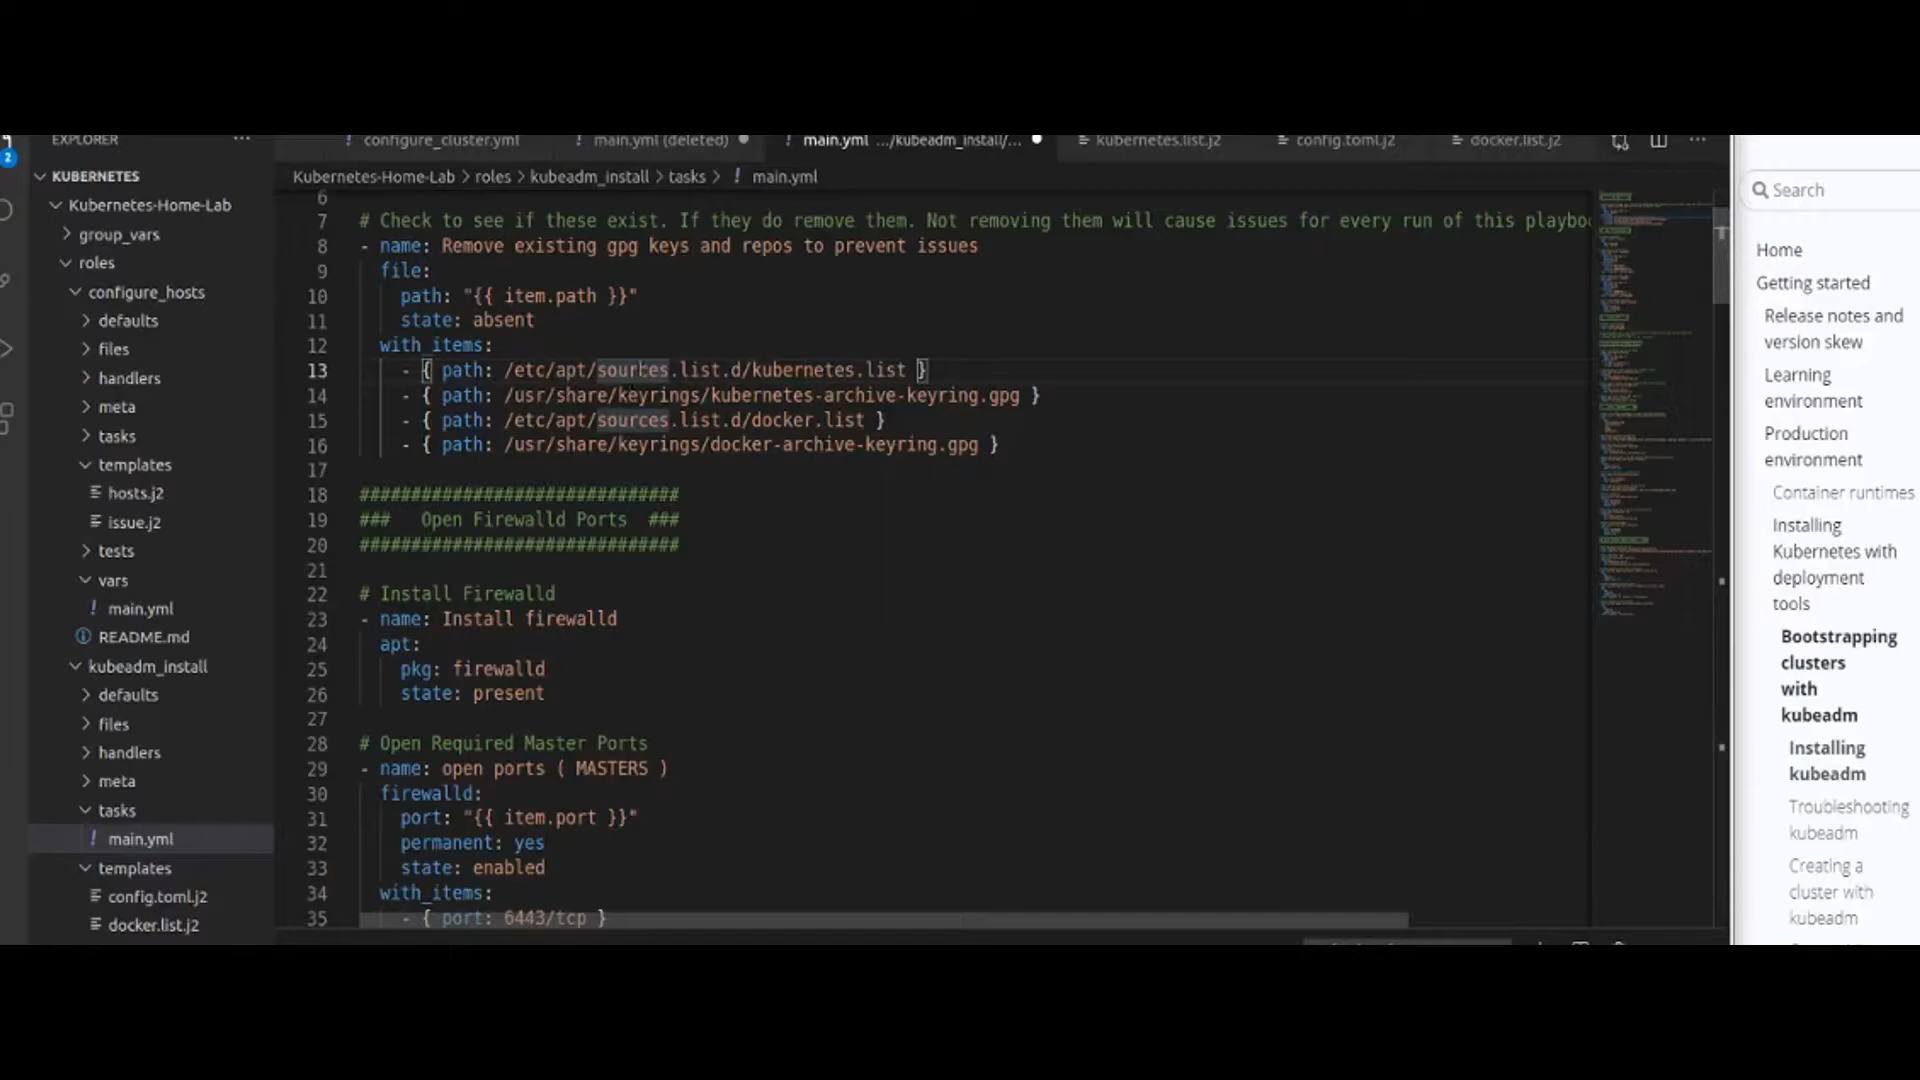 EXPLORER
···
configure_cluster.yml
! main.yml (deleted)
! main.yml .../kubeadm_install/...
kubernetes.list.j2
config.toml.j2
docker.list.j2
···
2
KUBERNETES
Kubernetes-Home-Lab
group_vars
roles
configure_hosts
defaults
files
handlers
meta
tasks
templates
hosts.j2
issue.j2
tests
vars
! main.yml
README.md
kubeadm_install
defaults
files
handlers
meta
tasks
! main.yml
templates
config.toml.j2
docker.list.j2
Kubernetes-Home-Lab > roles > kubeadm_install > tasks > ! main.yml
6
7 # Check to see if these exist. If they do remove them. Not removing them will cause issues for every run of this playboo
8 - name: Remove existing gpg keys and repos to prevent issues
9 file:
10 path: "{{ item.path }}"
11 state: absent
12 with_items:
13 - { path: /etc/apt/sources.list.d/kubernetes.list }
14 - { path: /usr/share/keyrings/kubernetes-archive-keyring.gpg }
15 - { path: /etc/apt/sources.list.d/docker.list }
16 - { path: /usr/share/keyrings/docker-archive-keyring.gpg }
17
18 ###############################
19 ### Open Firewalld Ports ###
20 ###############################
21
22 # Install Firewalld
23 - name: Install firewalld
24 apt:
25 pkg: firewalld
26 state: present
27
28 # Open Required Master Ports
29 - name: open ports ( MASTERS )
30 firewalld:
31 port: "{{ item.port }}"
32 permanent: yes
33 state: enabled
34 with_items:
35 - { port: 6443/tcp }
Search
Home
Getting started
Release notes and
version skew
Learning
environment
Production
environment
Container runtimes
Installing
Kubernetes with
deployment
tools
Bootstrapping
clusters
with
kubeadm
Installing
kubeadm
Troubleshooting
kubeadm
Creating a
cluster with
kubeadm